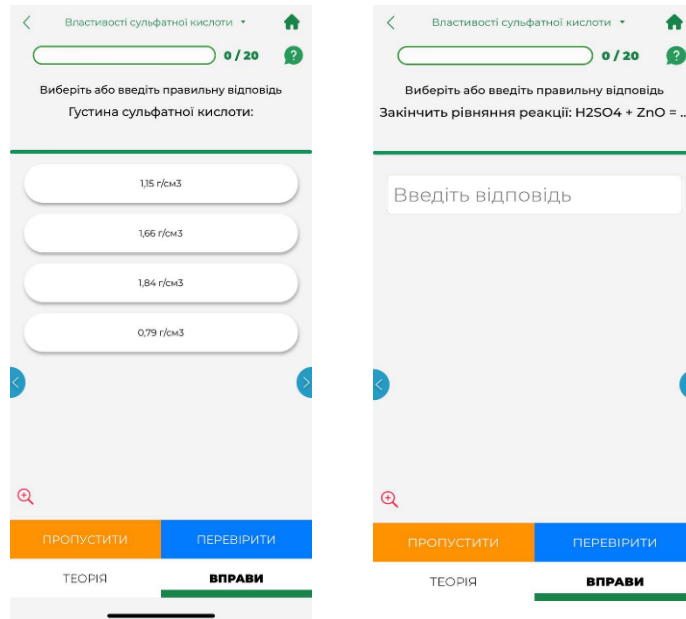 Властивості сульфатної кислоти
0 / 20
?
Виберіть або введіть правильну відповідь
Густина сульфатної кислоти:
1,15 г/см3
1,66 г/см3
1,84 г/см3
0,79 г/см3
ПРОПУСТИТИ
ПЕРЕВІРИТИ
ТЕОРІЯ
ВПРАВИ
Властивості сульфатної кислоти
0 / 20
?
Виберіть або введіть правильну відповідь
Закінчить рівняння реакції: H2SO4 + ZnO = ..
Введіть відповідь
ПРОПУСТИТИ
ПЕРЕВІРИТИ
ТЕОРІЯ
ВПРАВИ